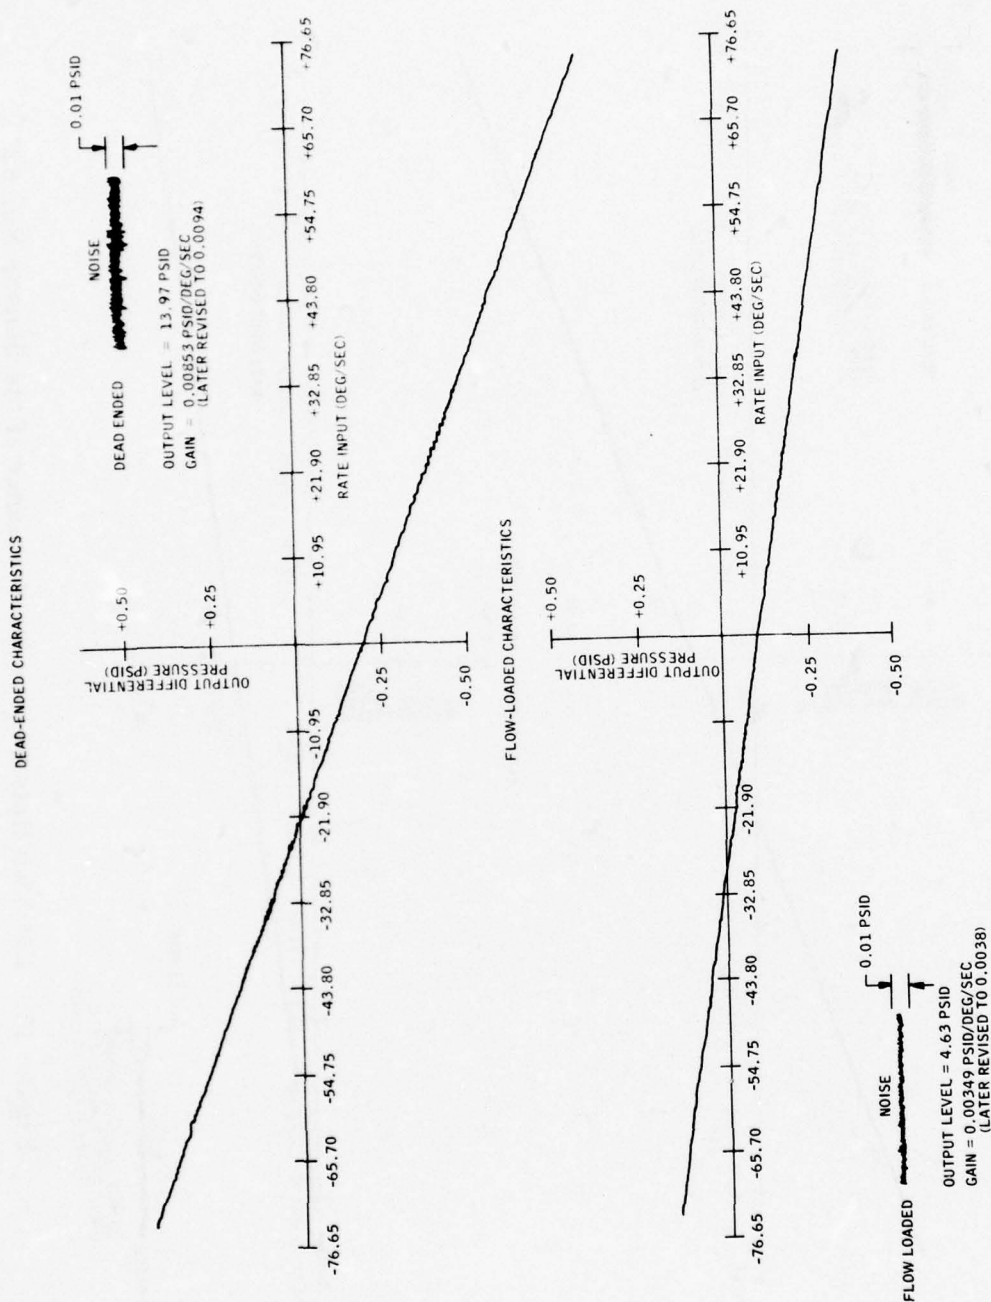 DEAD-ENDED CHARACTERISTICS
OUTPUT DIFFERENTIAL
PRESSURE (PSID)
+0.50
+0.25
-0.25
-0.50
-76.65
-65.70
-54.75
-43.80
-32.85
-21.90
-10.95
+10.95
+21.90
+32.85
+43.80
+54.75
+65.70
+76.65
RATE INPUT (DEG/SEC)
DEAD ENDED
NOISE
0.01 PSID
OUTPUT LEVEL = 13.97 PSID
GAIN = 0.00853 PSID/DEG/SEC
(LATER REVISED TO 0.0094)
FLOW-LOADED CHARACTERISTICS
OUTPUT DIFFERENTIAL
PRESSURE (PSID)
+0.50
+0.25
-0.25
-0.50
-76.65
-65.70
-54.75
-43.80
-32.85
-21.90
+10.95
+21.90
+32.85
+43.80
+54.75
+65.70
+76.65
RATE INPUT (DEG/SEC)
FLOW LOADED
NOISE
0.01 PSID
OUTPUT LEVEL = 4.63 PSID
GAIN = 0.00349 PSID/DEG/SEC
(LATER REVISED TO 0.0038)